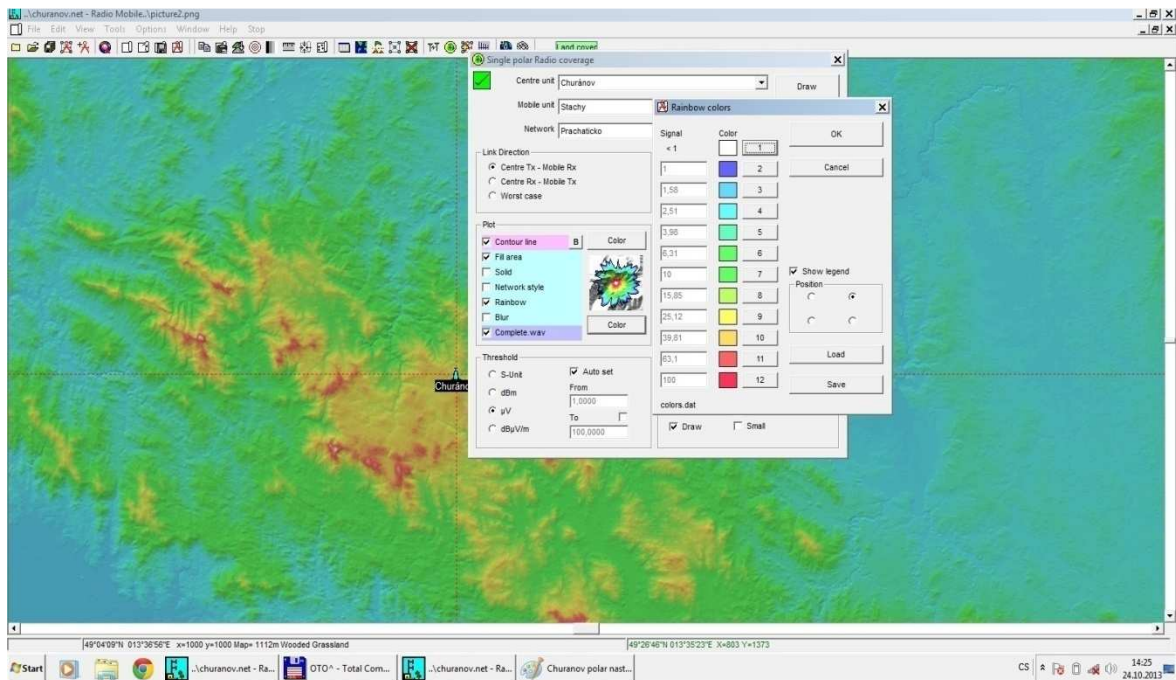 ..\churanov.net - Radio Mobile..\picture2.png
File Edit View Tools Options Window Help Stop
Land cover
Single polar Radio coverage
Centre unit Churánov
Draw
Mobile unit Stachy
Network Prachaticko
Link Direction
Centre Tx - Mobile Rx
Centre Rx - Mobile Tx
Worst case
Plot
Contour line B Color
Fill area
Solid
Network style
Rainbow
Blur
Color
Complete.wav
Threshold
S-Unit
Auto set
dBm
From
1,0000
µV
To
dBµV/m
100,0000
Draw Small
Rainbow colors
Signal Color
OK
< 1 1
1 2
Cancel
1,58 3
2,51 4
3,98 5
6,31 6
10 7
Show legend
Position
15,85 8
25,12 9
39,81 10
63,1 11
Load
100 12
Save
colors.dat
Churáno
49°04'09"N 013°36'56"E x=1000 y=1000 Map= 1112m Wooded Grassland
49°26'46"N 013°35'23"E X=803 Y=1373
Start
..\churanov.net - Ra...
OTO^ - Total Com...
..\churanov.net - Ra...
Churanov polar nast...
CS
14:25
24.10.2013